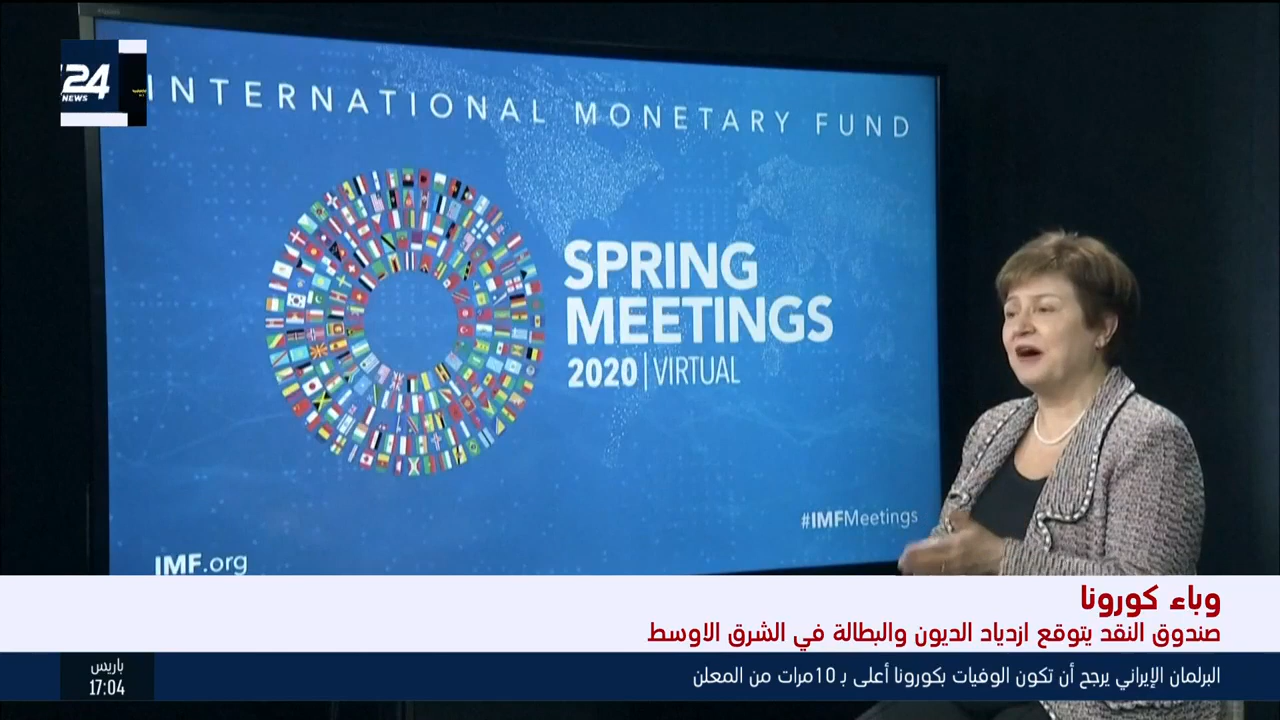 24
NEWS
INTERNATIONAL MONETARY FUND
SPRING
MEETINGS
2020 | VIRTUAL
#IMFMeetings
IMF.org
وباء كورونا
صندوق النقد يتوقع ازدياد الديون والبطالة في الشرق الاوسط
البرلمان الإيراني يرجح أن تكون الوفيات بكورونا أعلى بـ 10مرات من المعلن
باريس
17:04